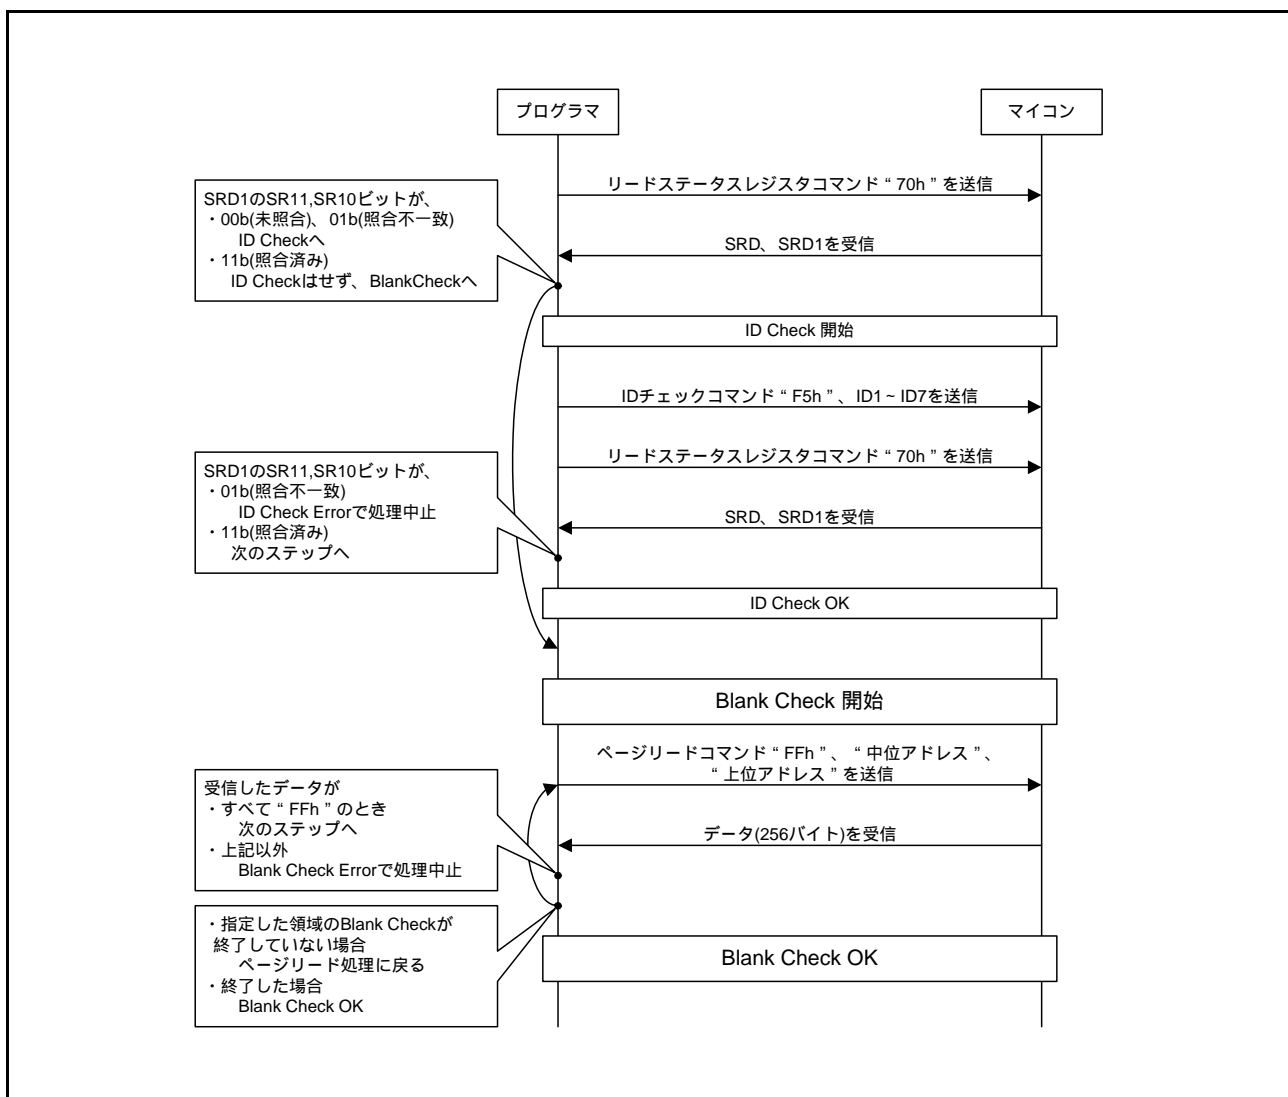 プログラマ
マイコン
リードステータスレジスタコマンド“70h”を送信
SRD1のSR11,SR10ビットが、
・00b(未照合)、01b(照合不一致)
ID Checkへ
・11b(照合済み)
ID Checkはせず、BlankCheckへ
SRD、SRD1を受信
ID Check 開始
IDチェックコマンド“F5h”、ID1~ID7を送信
リードステータスレジスタコマンド“70h”を送信
SRD1のSR11,SR10ビットが、
・01b(照合不一致)
ID Check Errorで処理中止
・11b(照合済み)
次のステップへ
SRD、SRD1を受信
ID Check OK
Blank Check 開始
ページリードコマンド“FFh”、“中位アドレス”、
“上位アドレス”を送信
受信したデータが
・すべて“FFh”のとき
次のステップへ
・上記以外
Blank Check Errorで処理中止
データ(256バイト)を受信
・指定した領域のBlank Checkが
終了していない場合
ページリード処理に戻る
・終了した場合
Blank Check OK
Blank Check OK